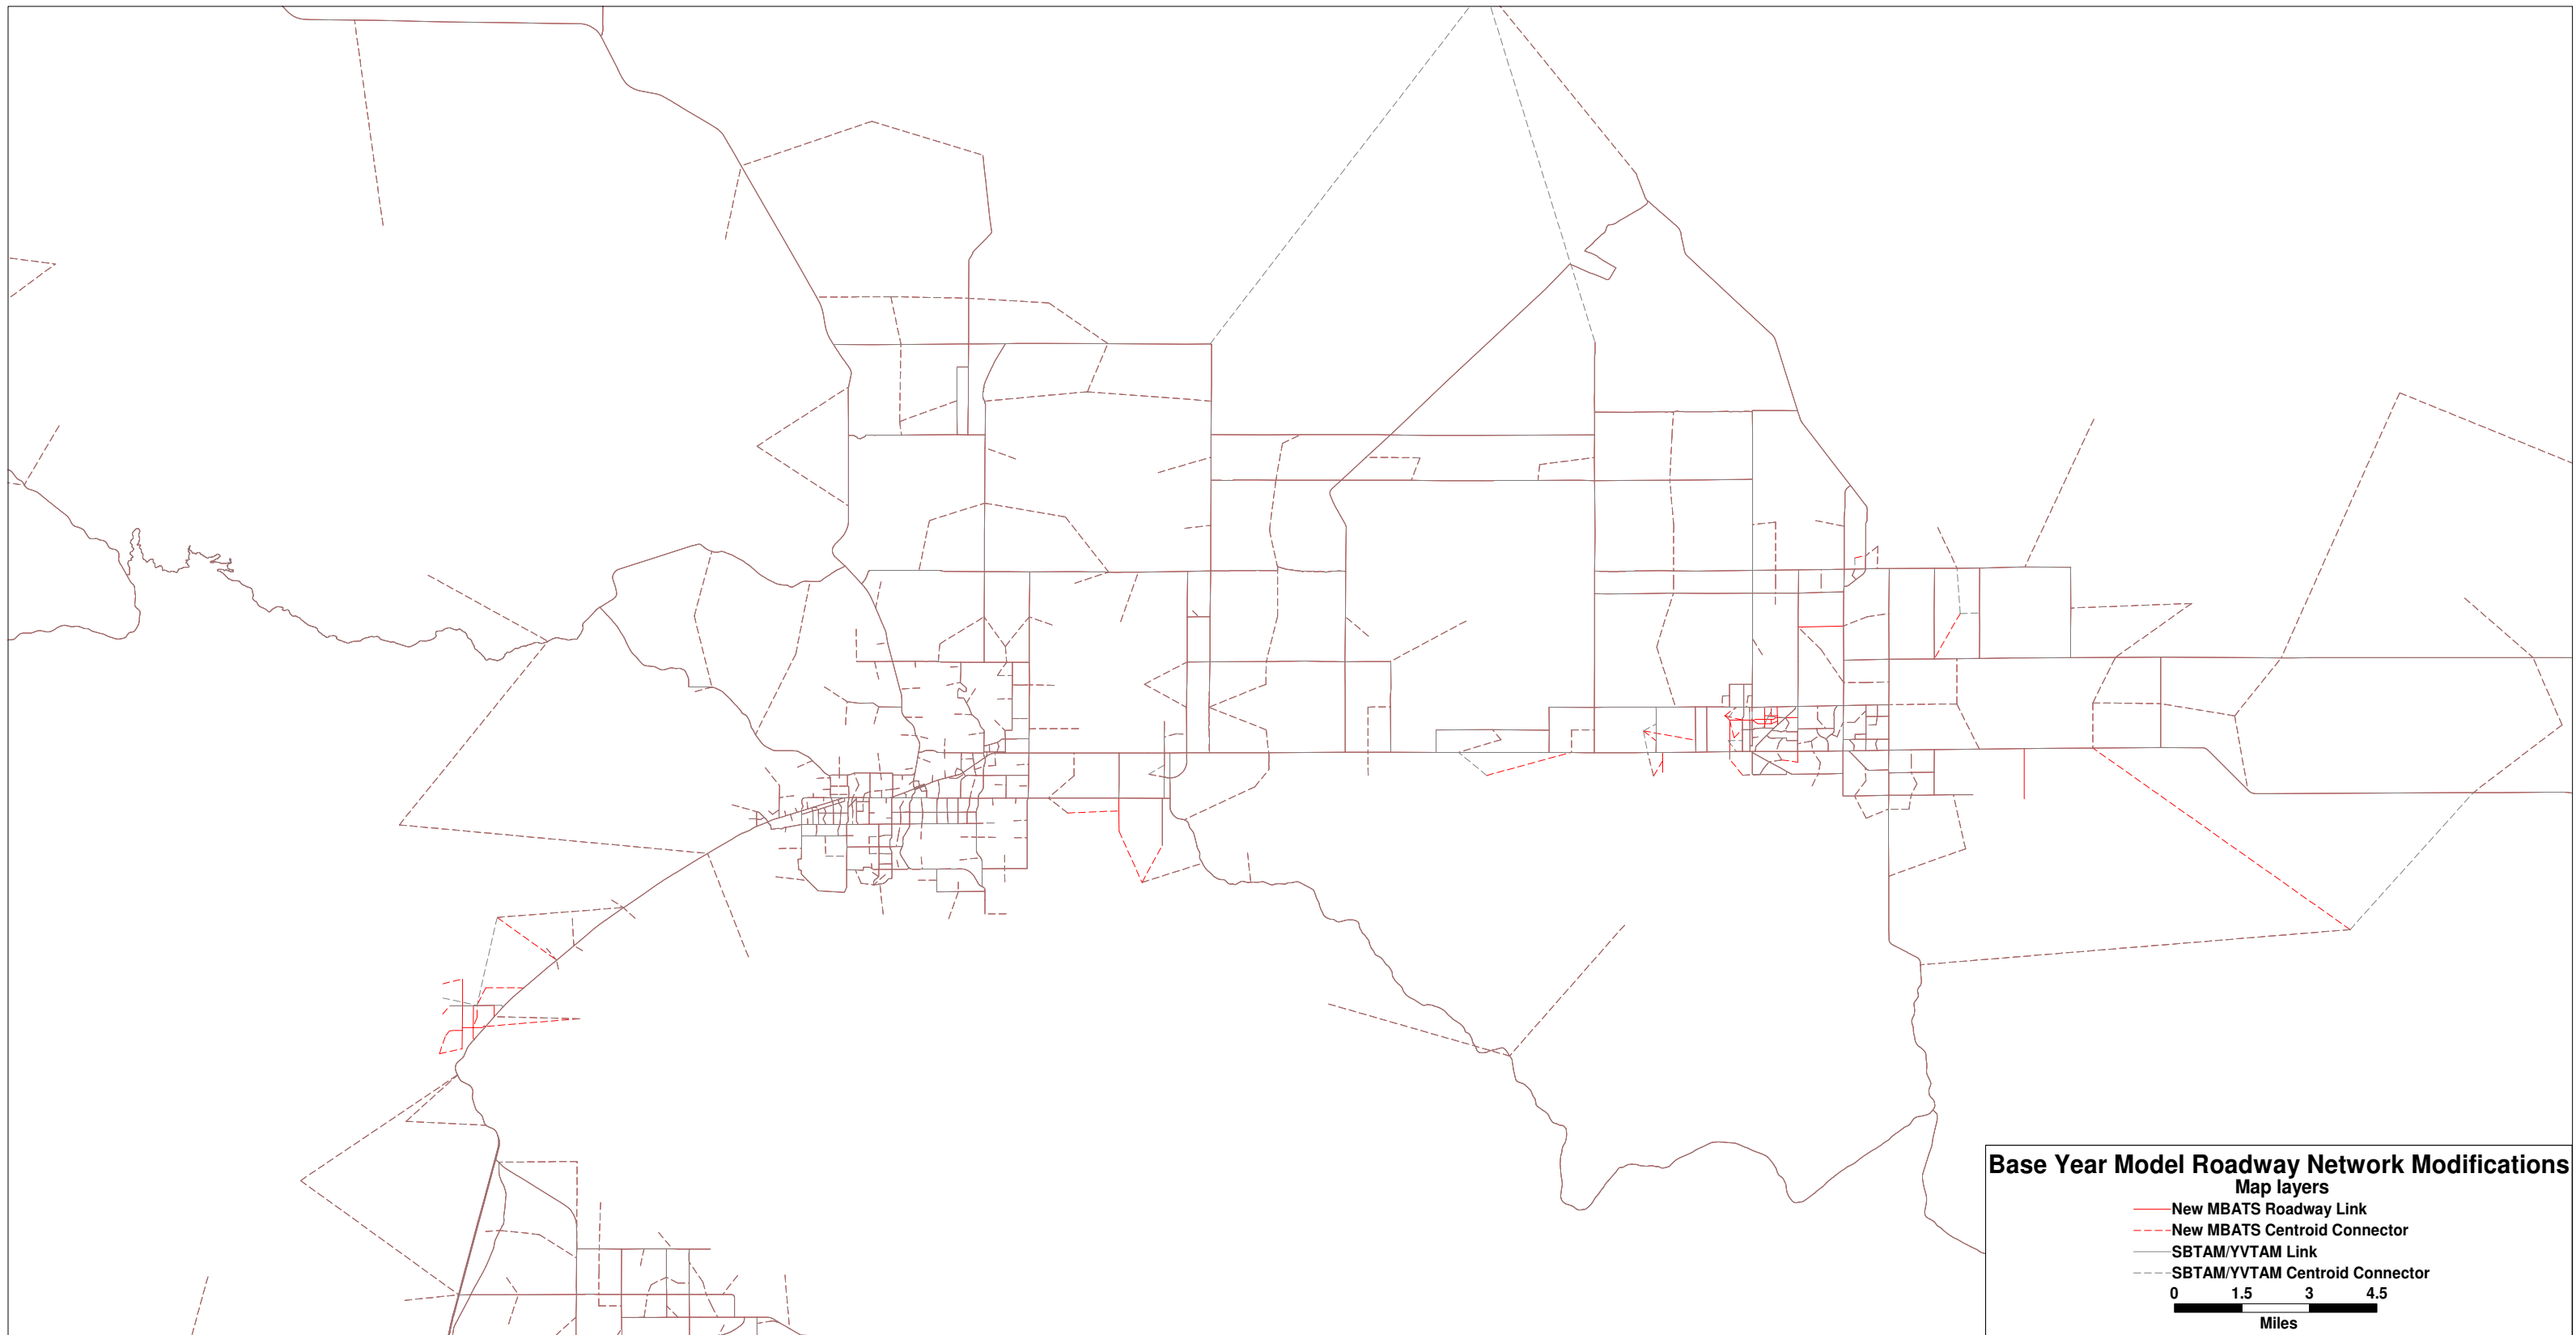 Base Year Model Roadway Network Modifications
Map layers
New MBATS Roadway Link
New MBATS Centroid Connector
SBTAM/YVTAM Link
SBTAM/YVTAM Centroid Connector
0 1.5 3 4.5
Miles